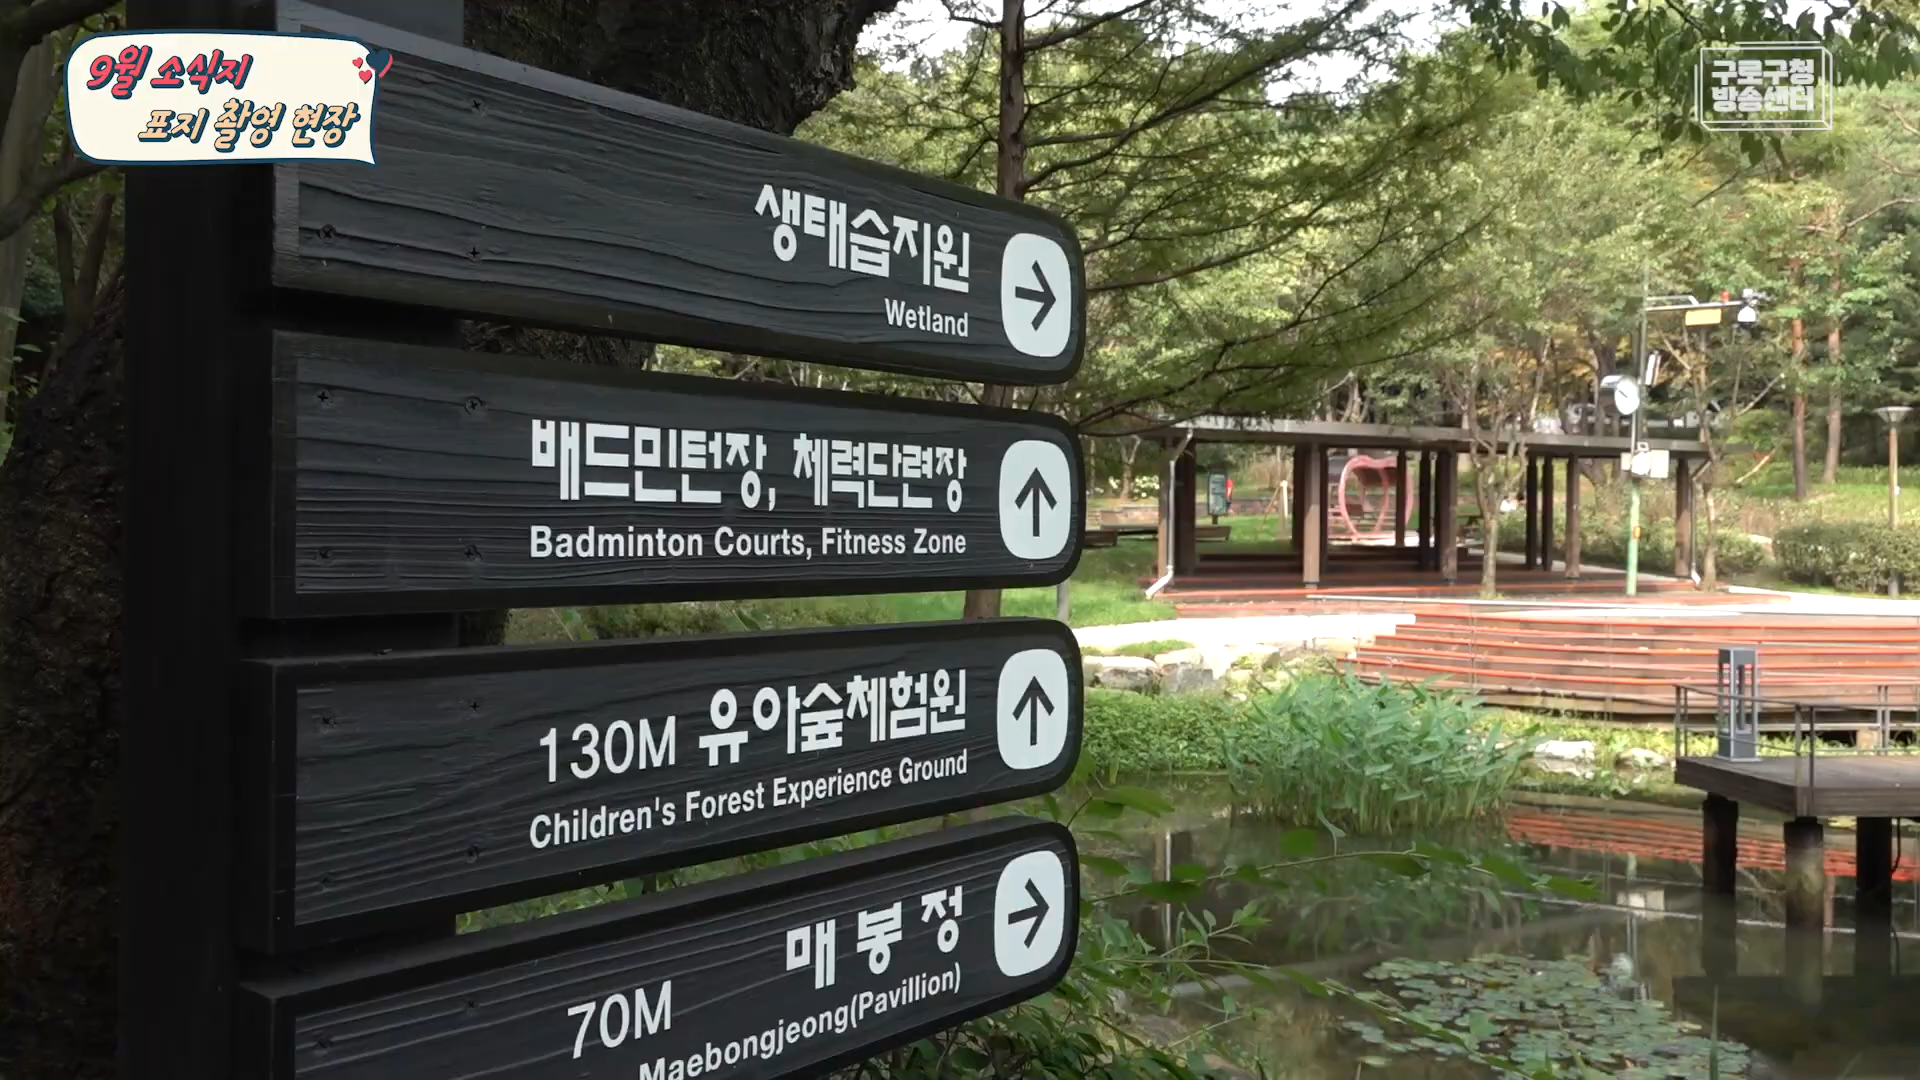 9월 소식지
표지 촬영 현장
구로구청
방송센터
생태습지원
Wetland
배드민턴장, 체력단련장
Badminton Courts, Fitness Zone
130M 유아숲체험원
Children's Forest Experience Ground
70M 매봉정
Maebongjeong(Pavillion)